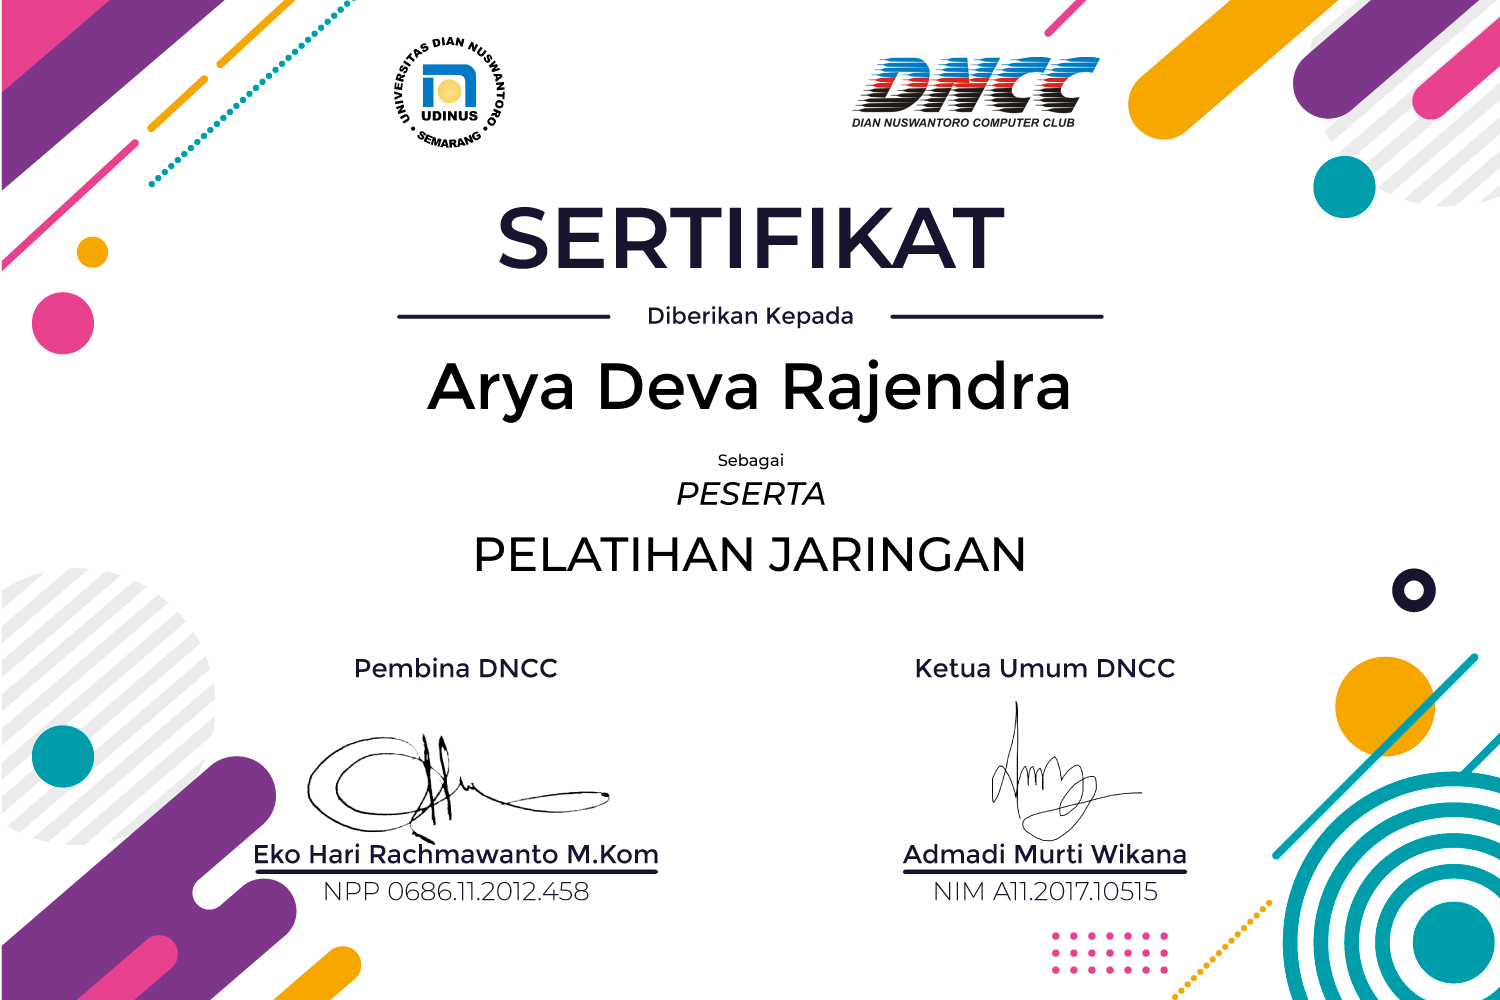 UNIVERSITAS DIAN NUSWANTORO
UDINUS
• SEMARANG •
DNCC
DIAN NUSWANTORO COMPUTER CLUB
SERTIFIKAT
Diberikan Kepada
Arya Deva Rajendra
Sebagai
PESERTA
PELATIHAN JARINGAN
Pembina DNCC
Ketua Umum DNCC
Eko Hari Rachmawanto M.Kom
NPP 0686.11.2012.458
Admadi Murti Wikana
NIM A11.2017.10515